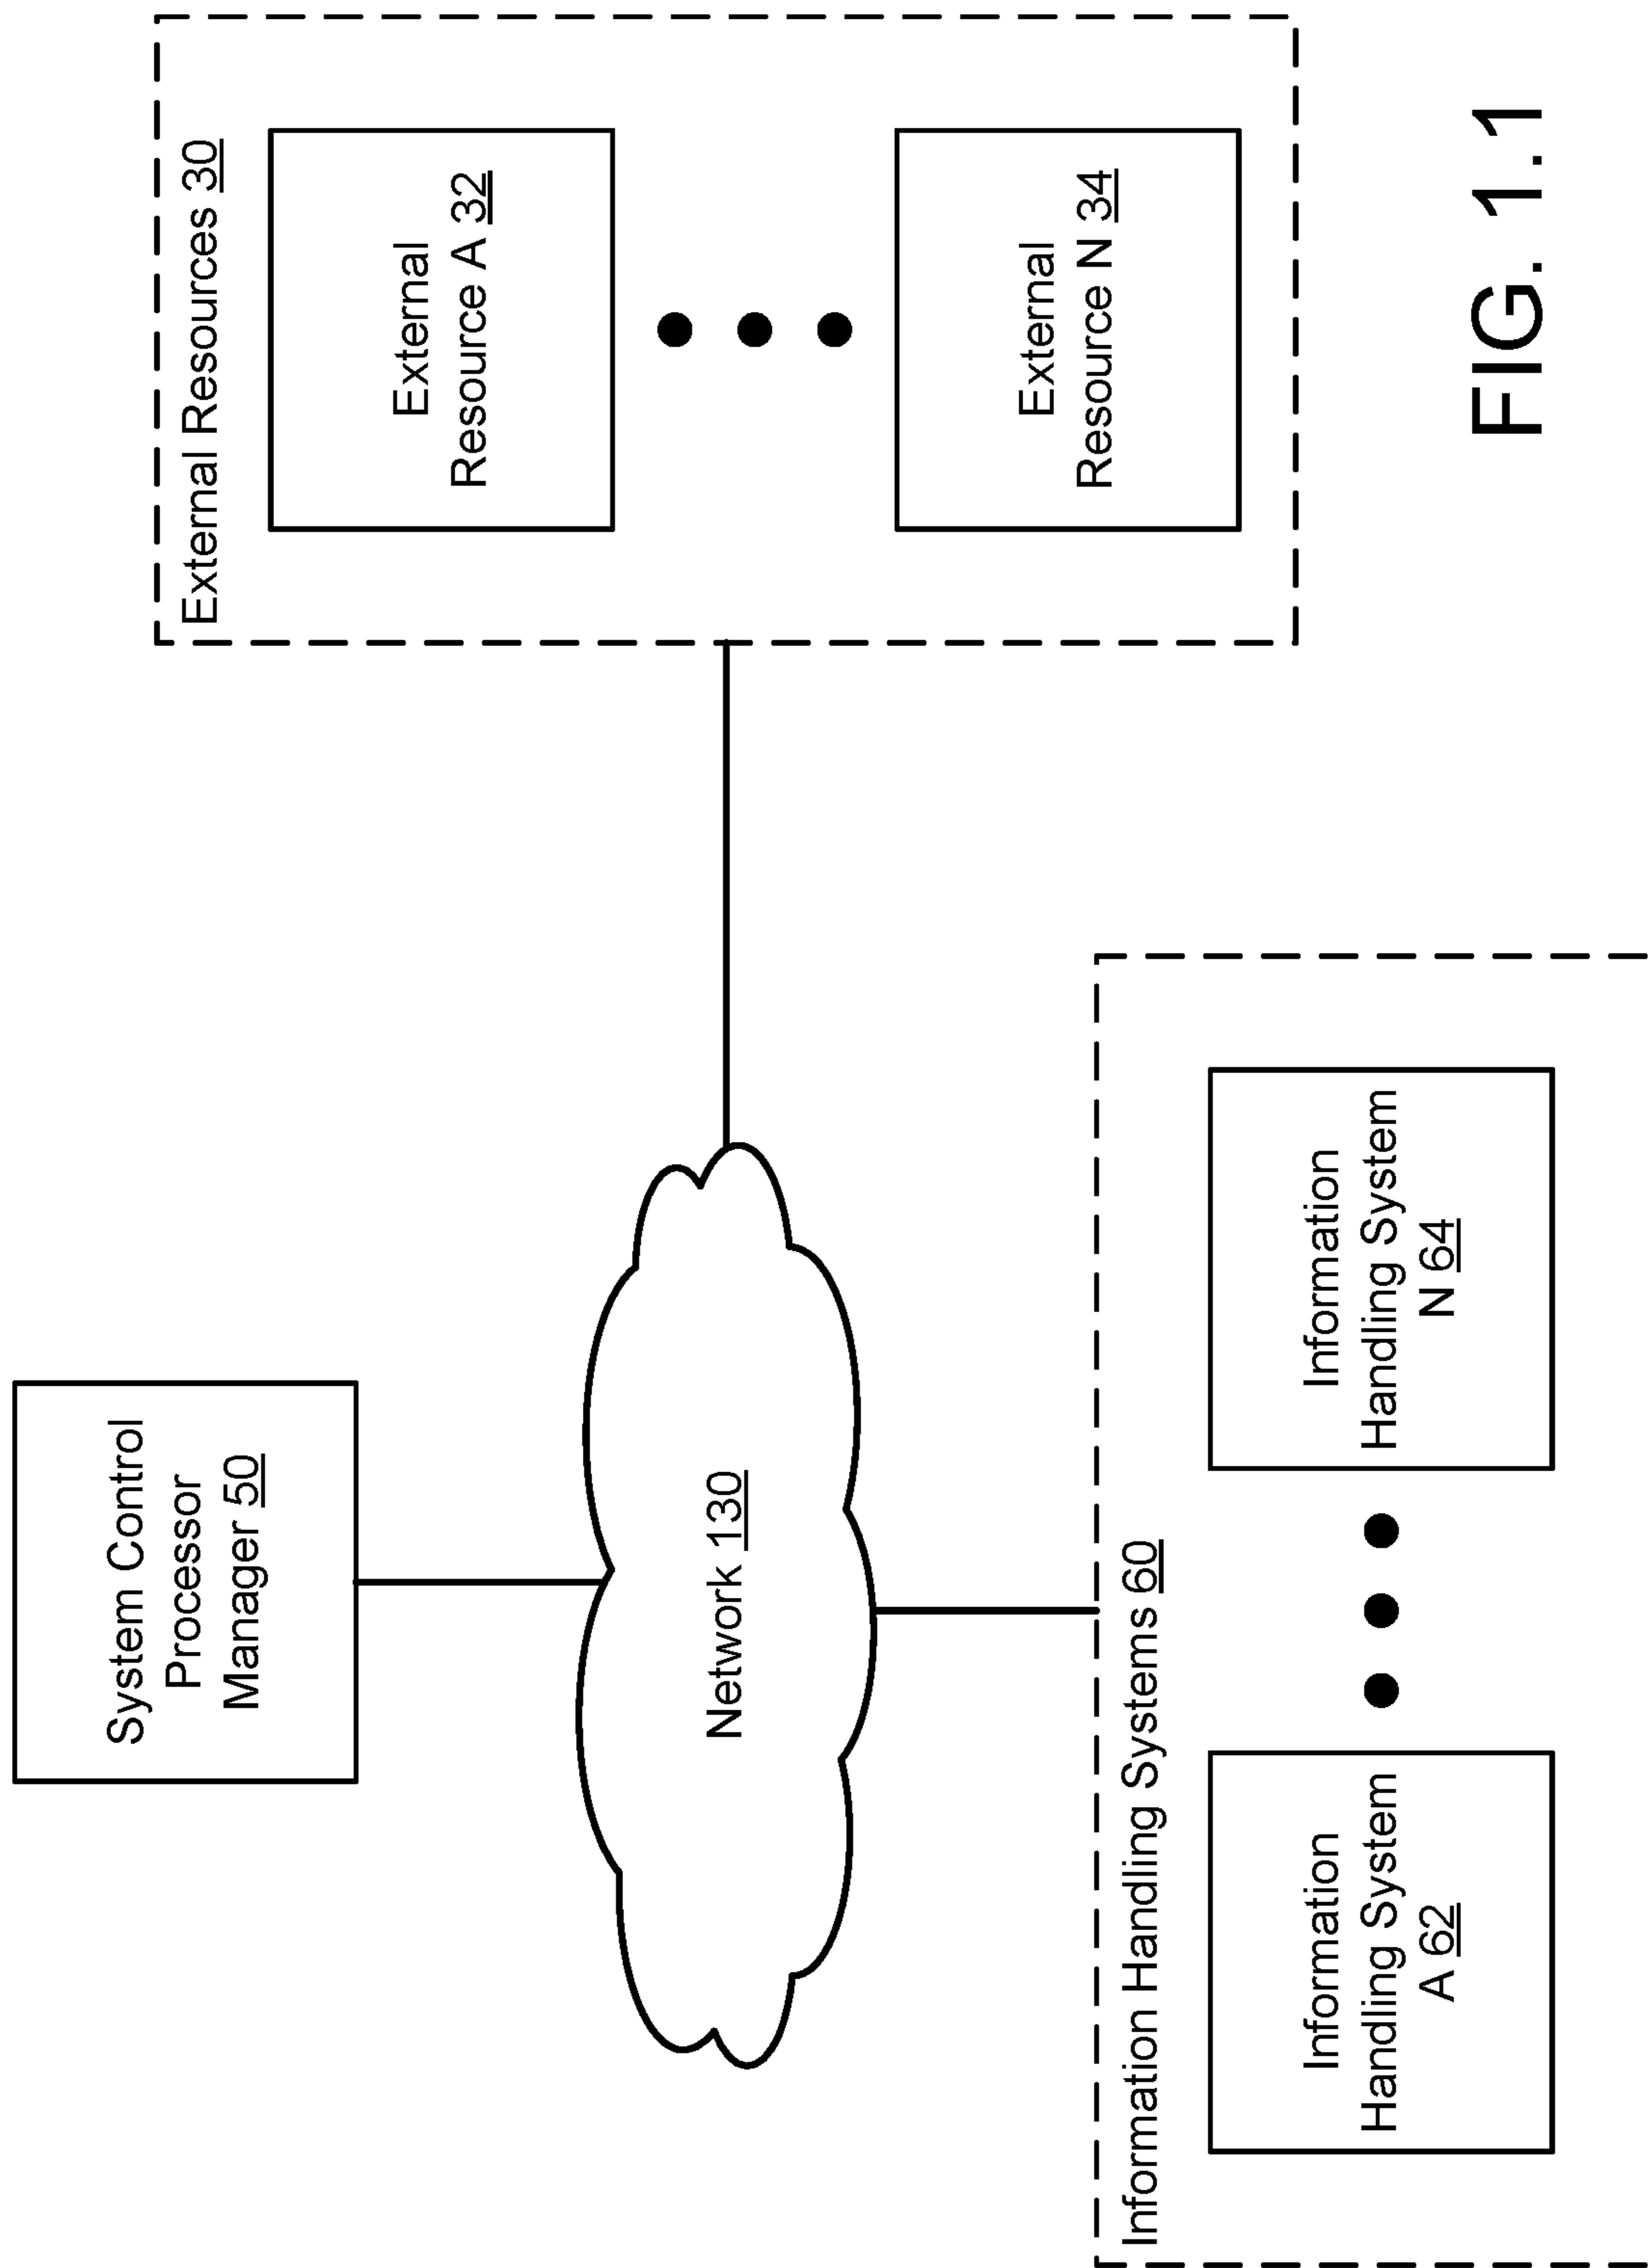 System Control
Processor
Manager 50
Network 130
External Resources 30
External
Resource A 32
External
Resource N 34
Information Handling Systems 60
Information
Handling System
A 62
Information
Handling System
N 64
FIG. 1.1